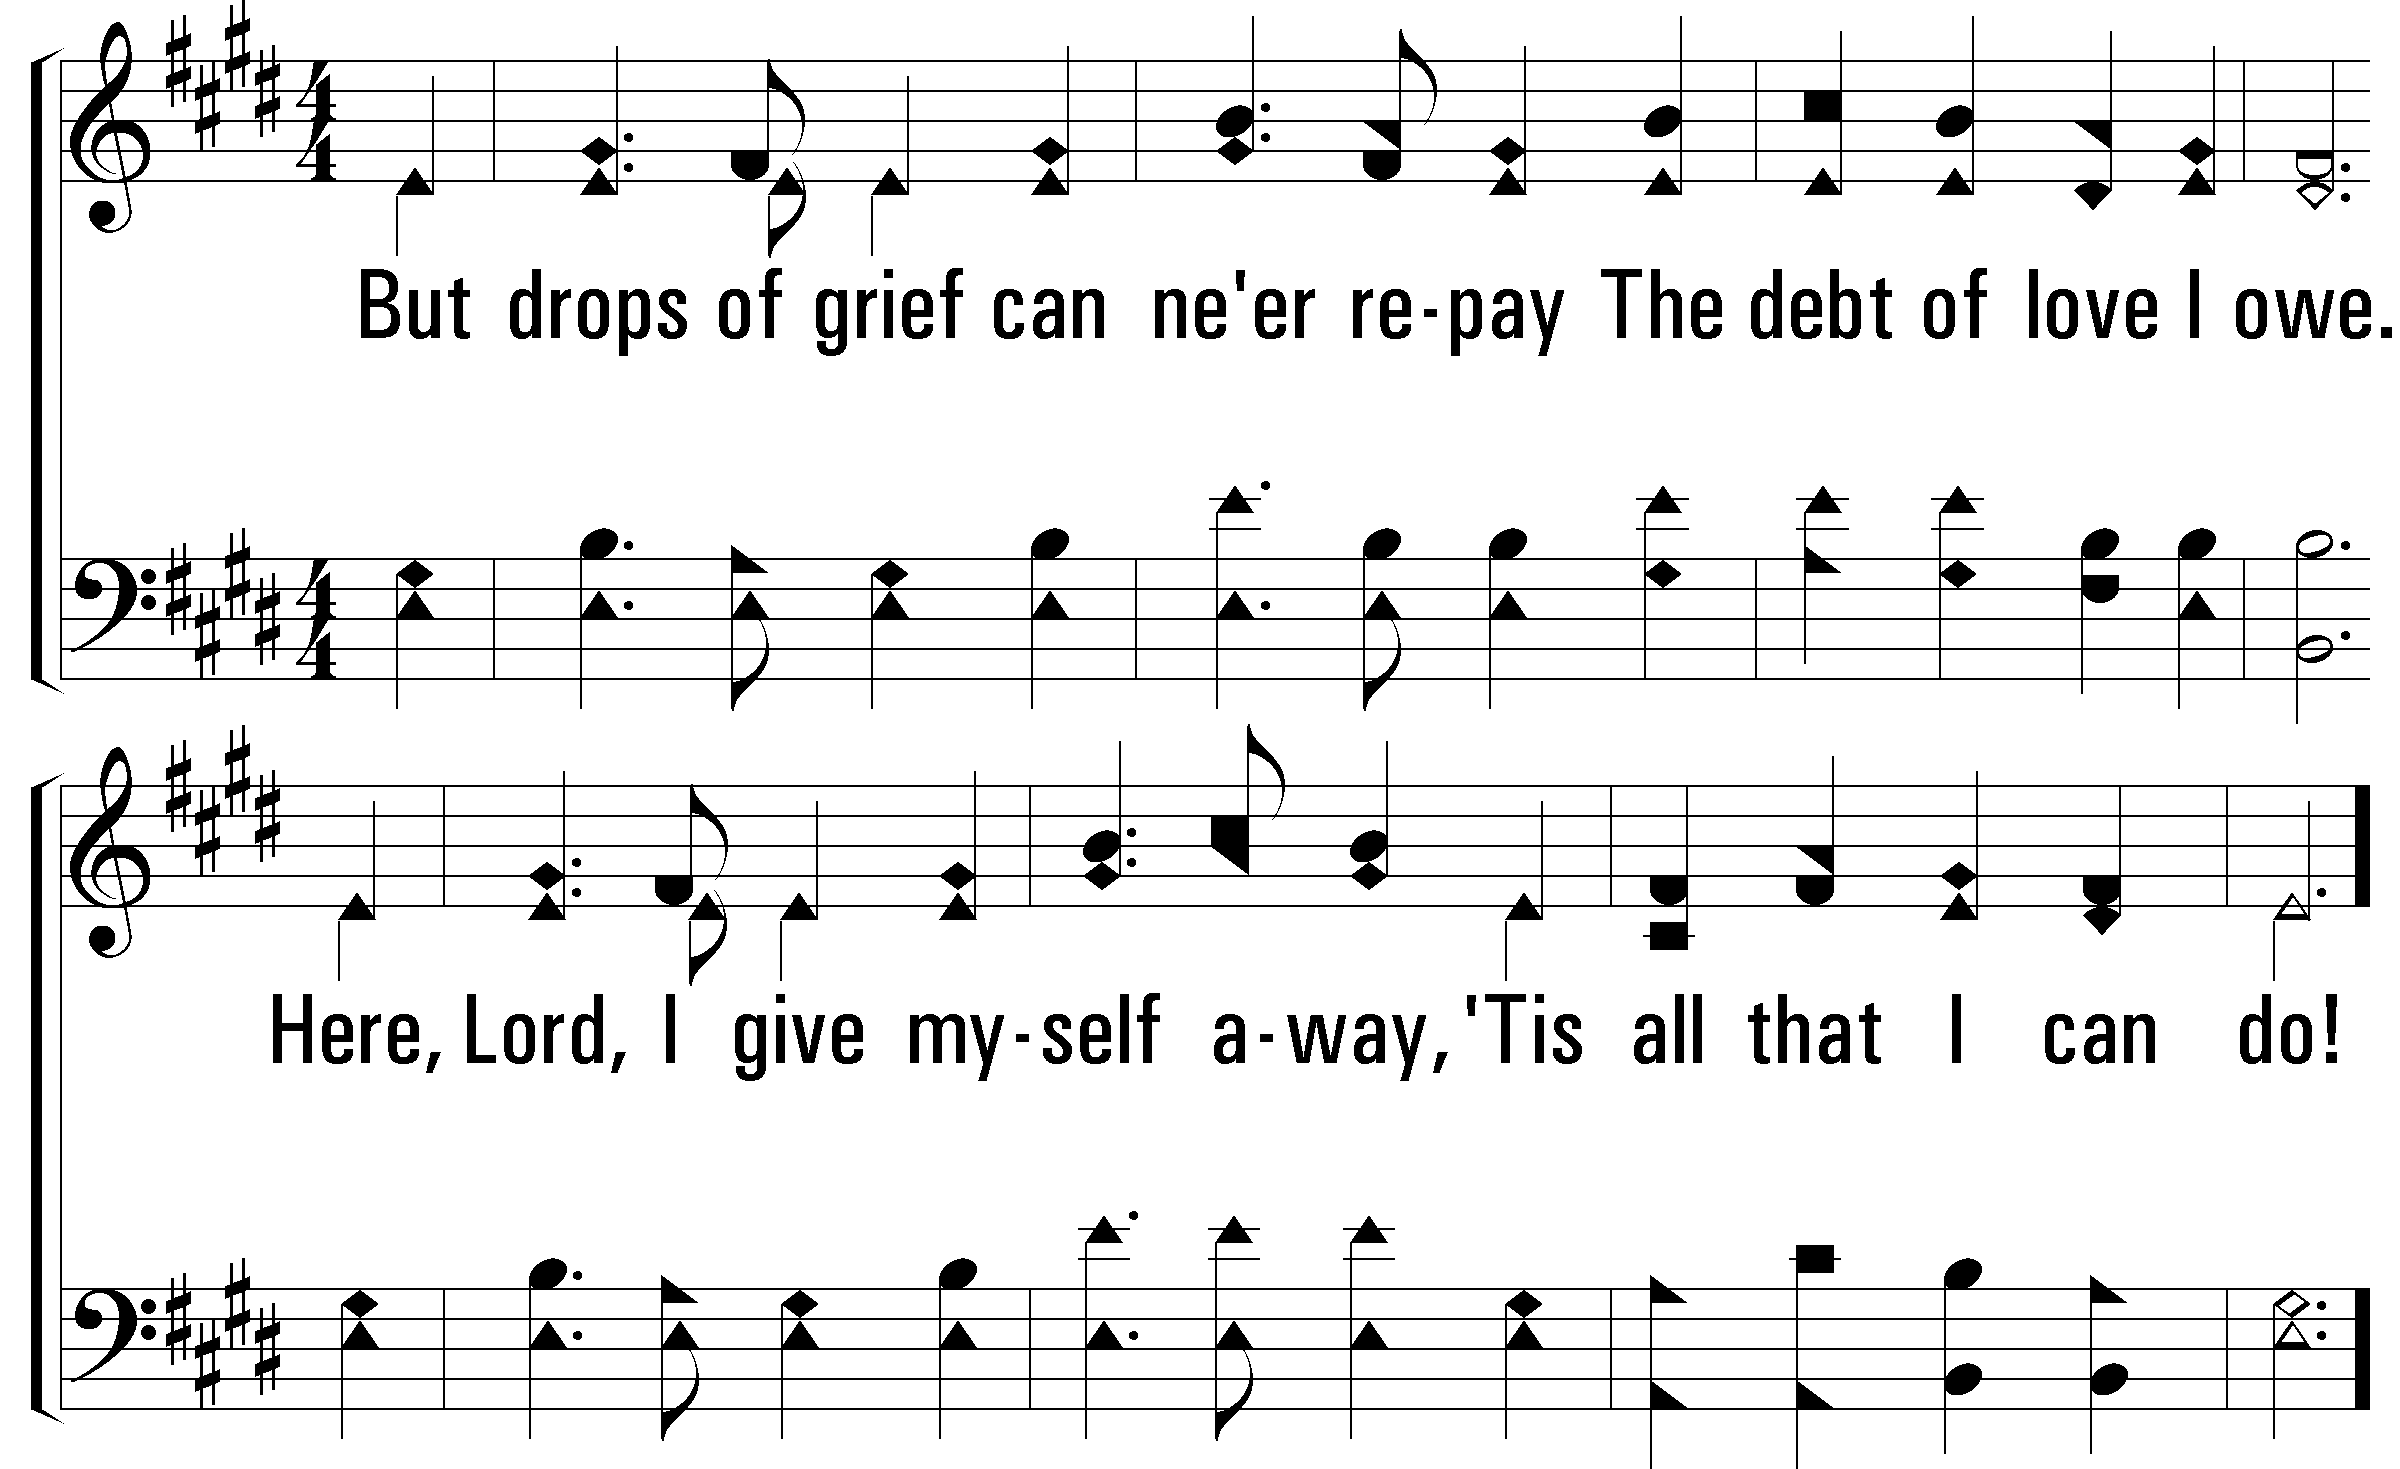 But drops of grief can ne'er re-pay The debt of love I owe.
Here, Lord, I give my-self a-way, 'Tis all that I can do!